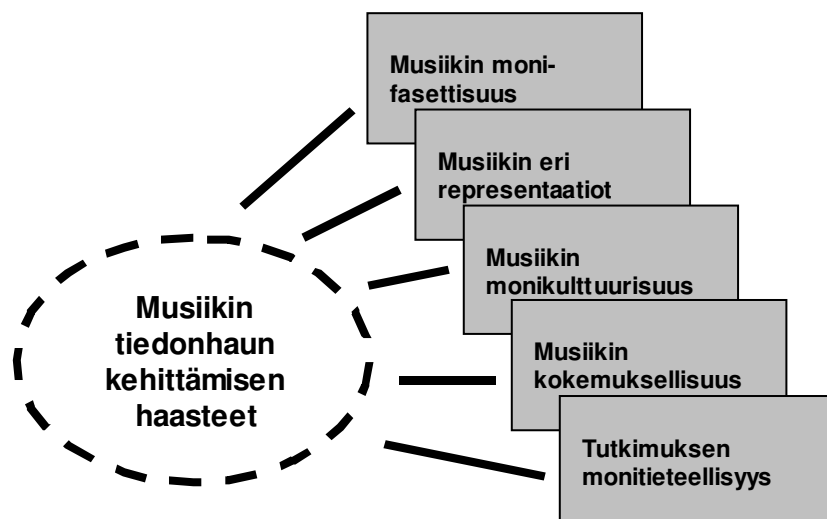 Musiikin moni-
fasettisuus
Musiikin eri
representaatiot
Musiikin
monikulttuurisuus
Musiikin
kokemuksellisuus
Tutkimuksen
monitieteellisyys
Musiikin
tiedonhaun
kehittämisen
haasteet